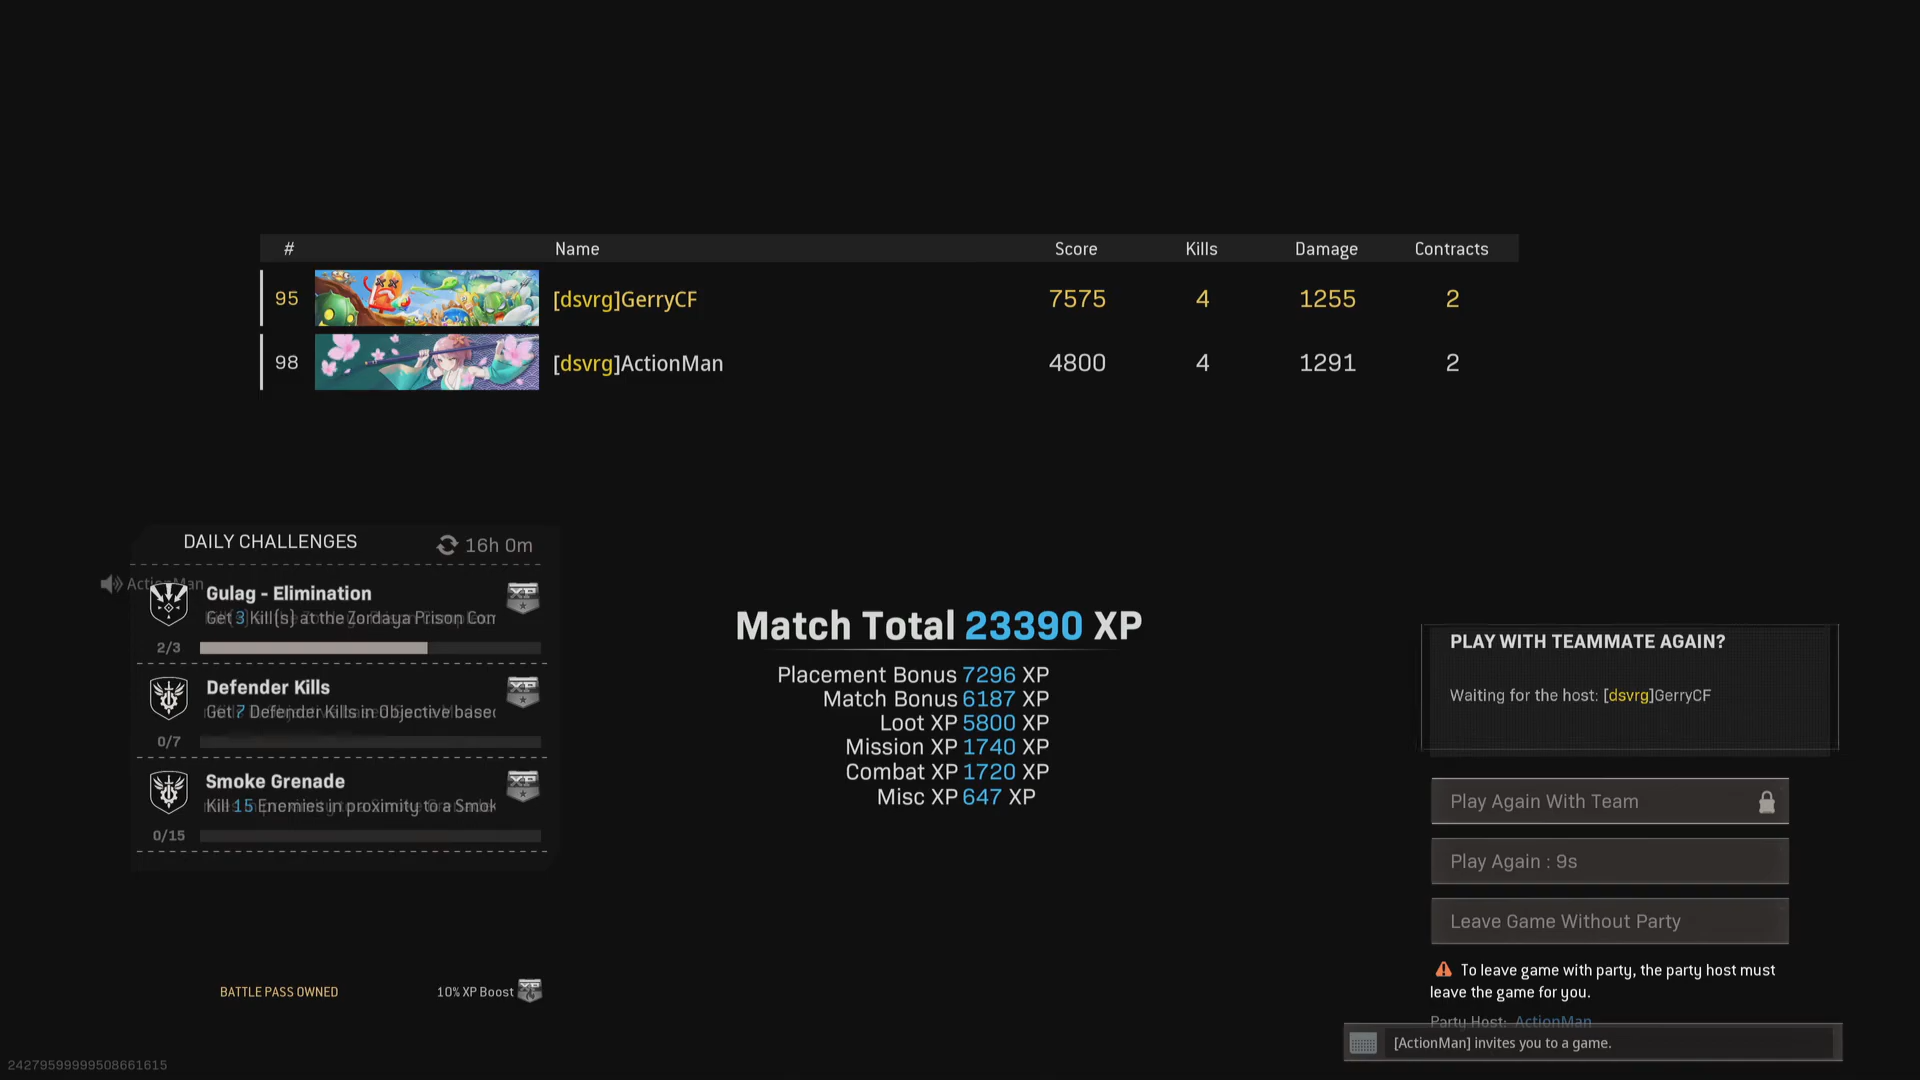 # Name Score Kills Damage Contracts
95 [dsvrg]GerryCF 7575 4 1255 2
98 [dsvrg]ActionMan 4800 4 1291 2
DAILY CHALLENGES 16h 0m
ActionMan
Gulag - Elimination XP
Get 3 Kill(s) at the Zordaya Prison Com
2/3
Defender Kills XP
Get 7 Defender Kills in Objective based
0/7
Smoke Grenade XP
Kill 15 Enemies in proximity to a Smok
0/15
BATTLE PASS OWNED 10% XP Boost XP
Match Total 23390 XP
Placement Bonus 7296 XP
Match Bonus 6187 XP
Loot XP 5800 XP
Mission XP 1740 XP
Combat XP 1720 XP
Misc XP 647 XP
PLAY WITH TEAMMATE AGAIN?
Waiting for the host: [dsvrg]GerryCF
Play Again With Team
Play Again : 9s
Leave Game Without Party
To leave game with party, the party host must
leave the game for you.
Party Host: ActionMan
[ActionMan] invites you to a game.
24279599999508661615